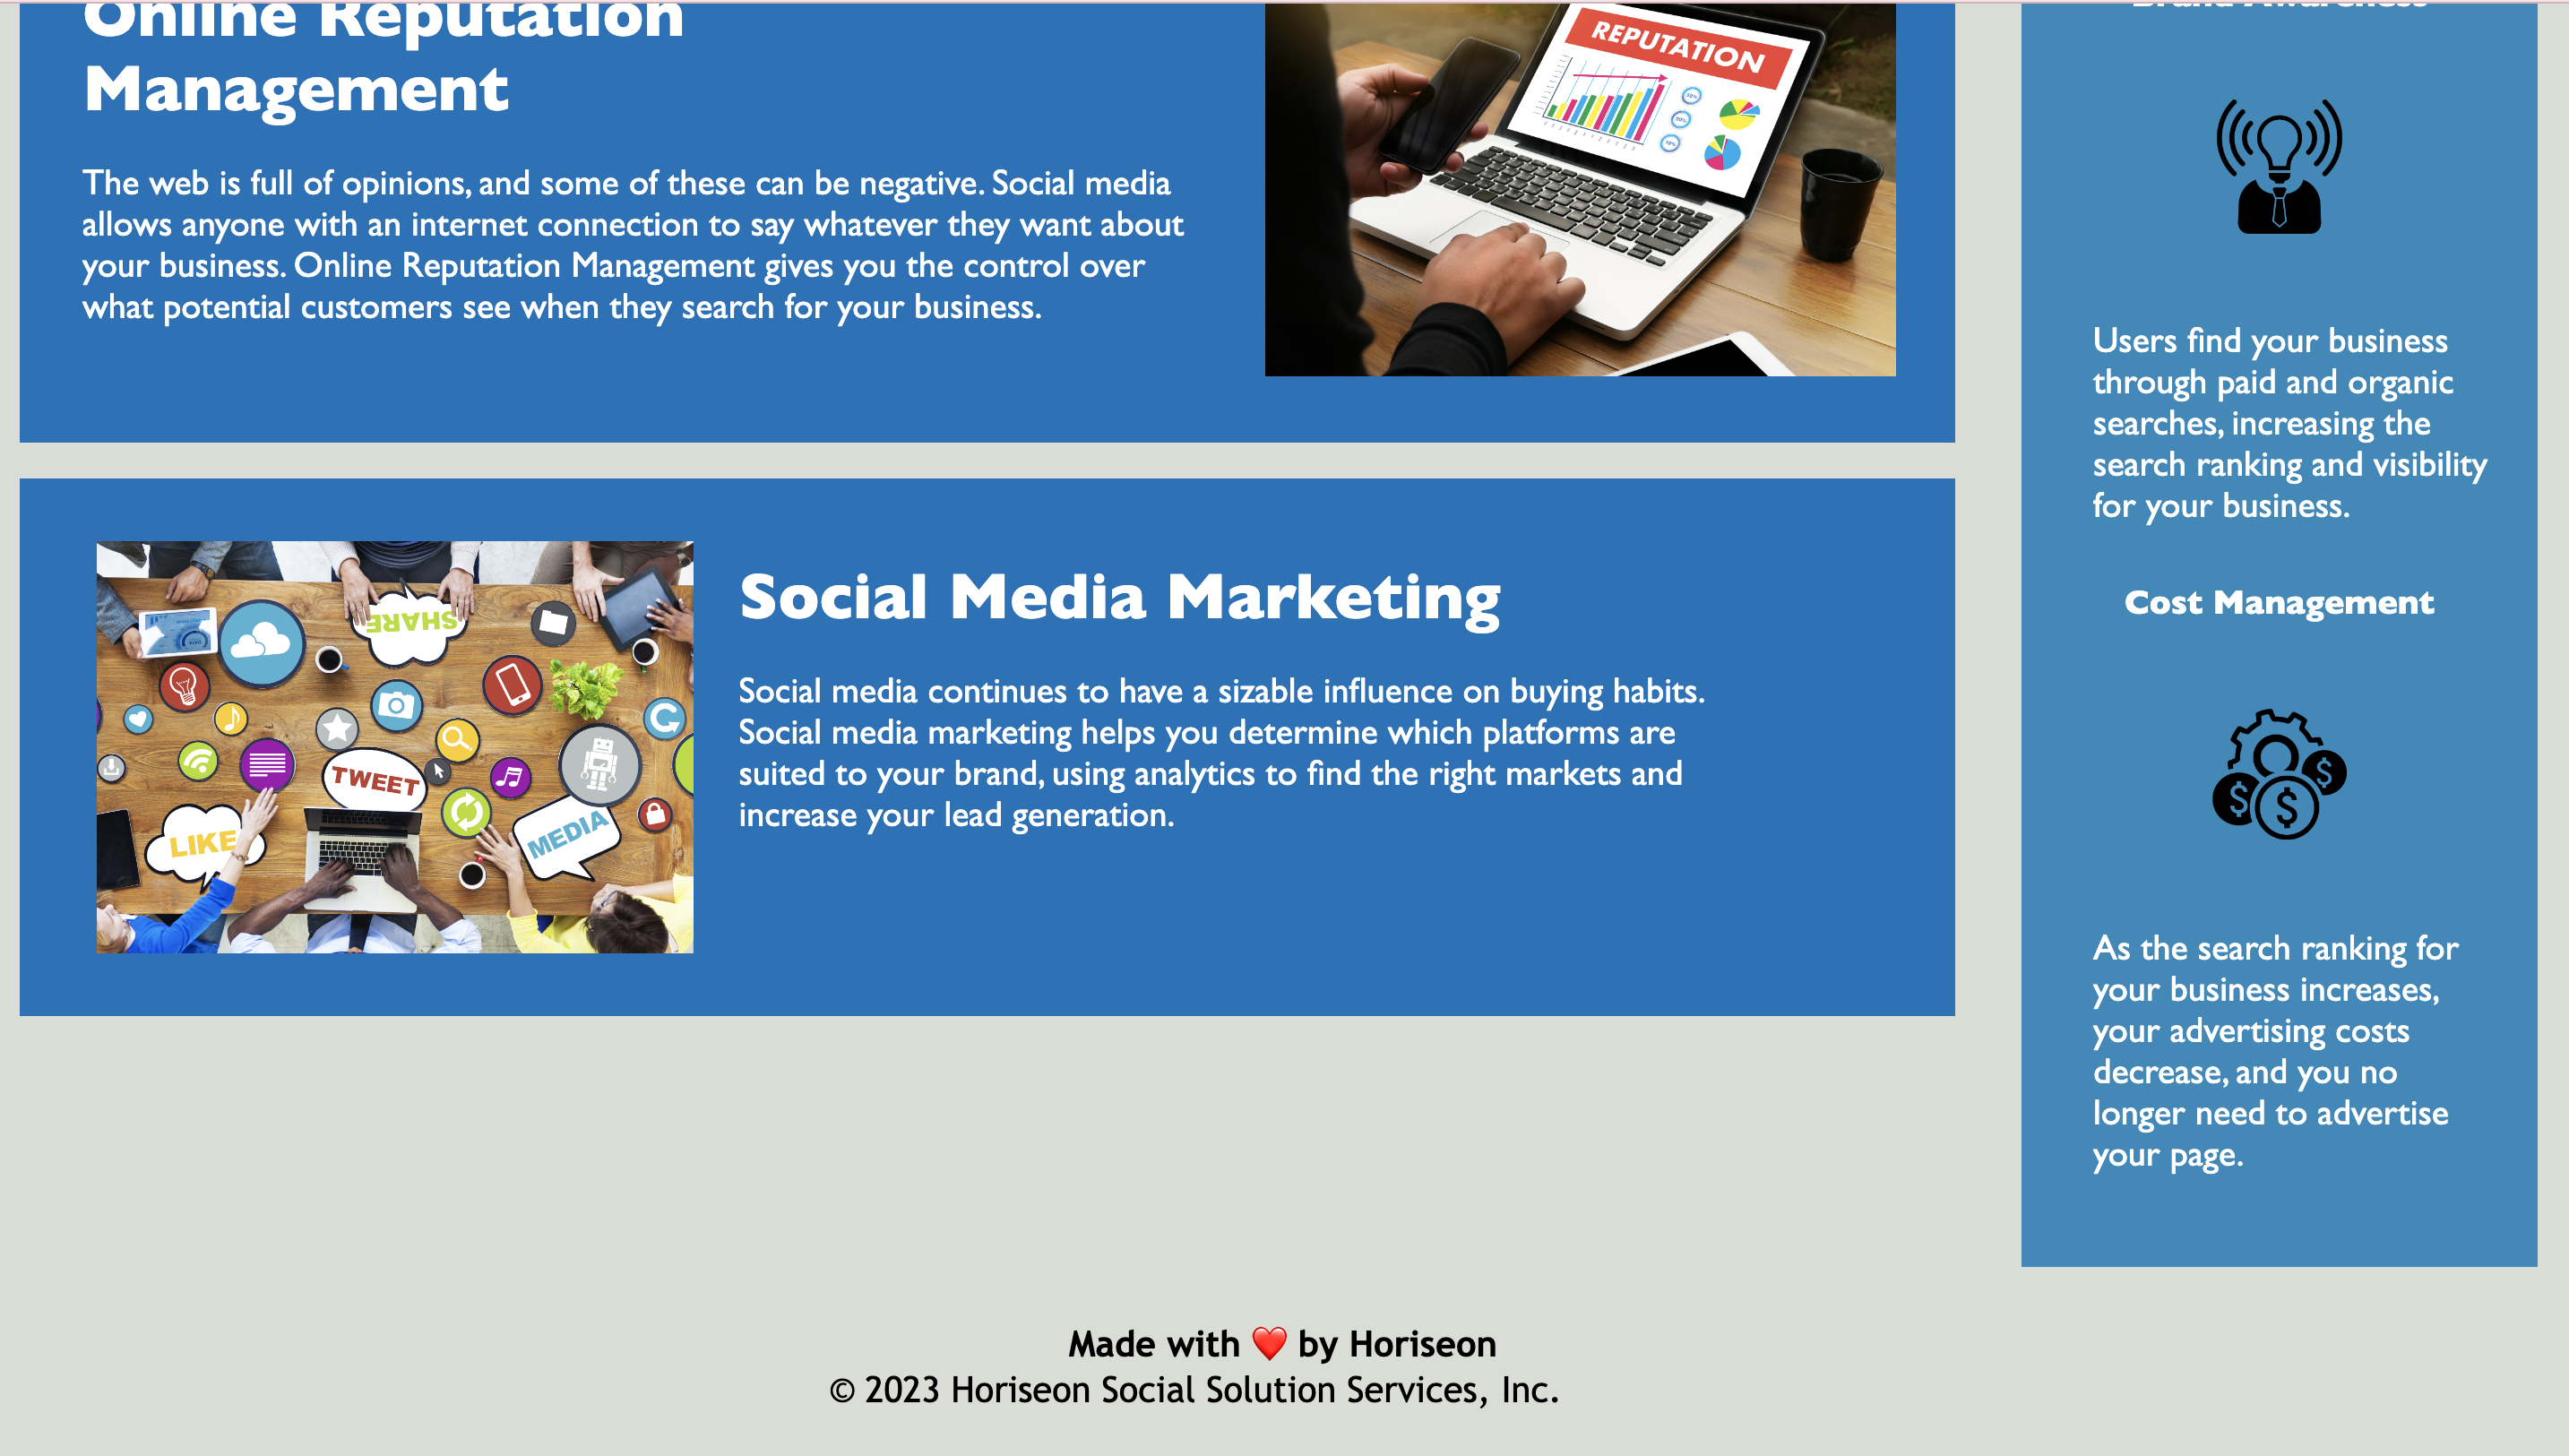 Online Reputation
Management
The web is full of opinions, and some of these can be negative. Social media
allows anyone with an internet connection to say whatever they want about
your business. Online Reputation Management gives you the control over
what potential customers see when they search for your business.
REPUTATION
Social Media Marketing
Social media continues to have a sizable influence on buying habits.
Social media marketing helps you determine which platforms are
suited to your brand, using analytics to find the right markets and
increase your lead generation.
SHARE
TWEET
LIKE
MEDIA
Brand Awareness
Users find your business
through paid and organic
searches, increasing the
search ranking and visibility
for your business.
Cost Management
$ $ $
As the search ranking for
your business increases,
your advertising costs
decrease, and you no
longer need to advertise
your page.
Made with ❤️ by Horiseon
© 2023 Horiseon Social Solution Services, Inc.